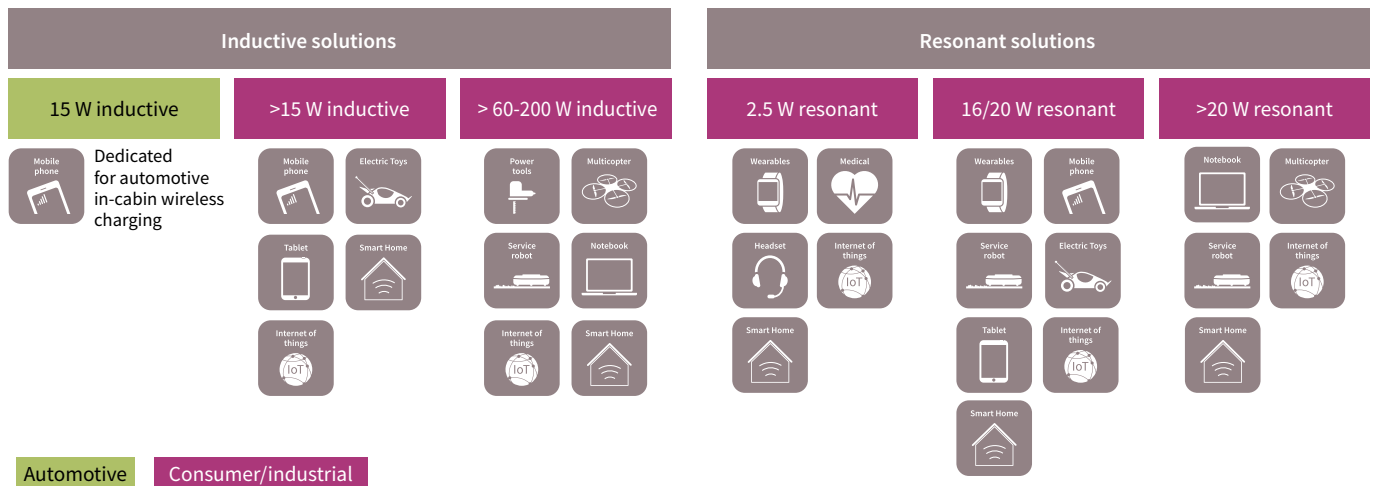 Inductive solutions
Resonant solutions
15 W inductive
>15 W inductive
> 60-200 W inductive
2.5 W resonant
16/20 W resonant
>20 W resonant
Mobile
phone
Dedicated
for automotive
in-cabin wireless
charging
Mobile
phone
Electric Toys
Tablet
Smart Home
Internet of
things
IoT
Power
tools
Multicopter
Service
robot
Notebook
Internet of
things
IoT
Smart Home
Wearables
Medical
Headset
Internet of
things
IoT
Smart Home
Wearables
Mobile
phone
Service
robot
Electric Toys
Tablet
Internet of
things
IoT
Smart Home
Notebook
Multicopter
Service
robot
Internet of
things
IoT
Smart Home
Automotive
Consumer/industrial